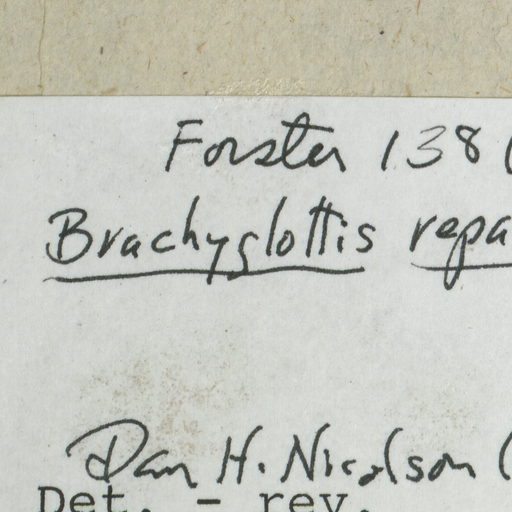 Forster 138 (
Brachyglottis repa
Dan H. Nicolson (
Det. - rev.